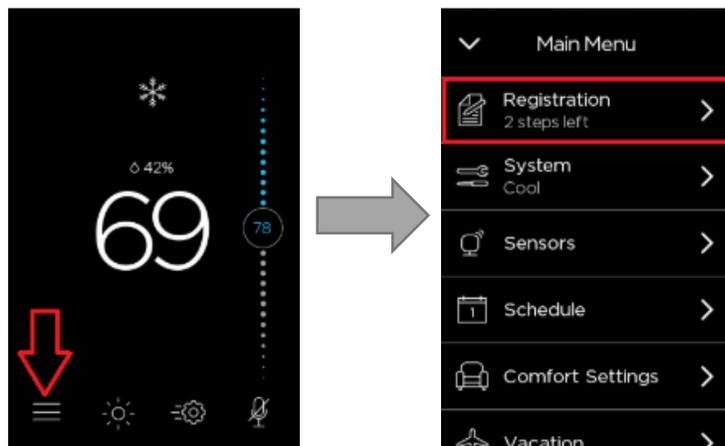 42%
69
78
Main Menu
Registration
2 steps left
System
Cool
Sensors
1
Schedule
Comfort Settings
Vacation